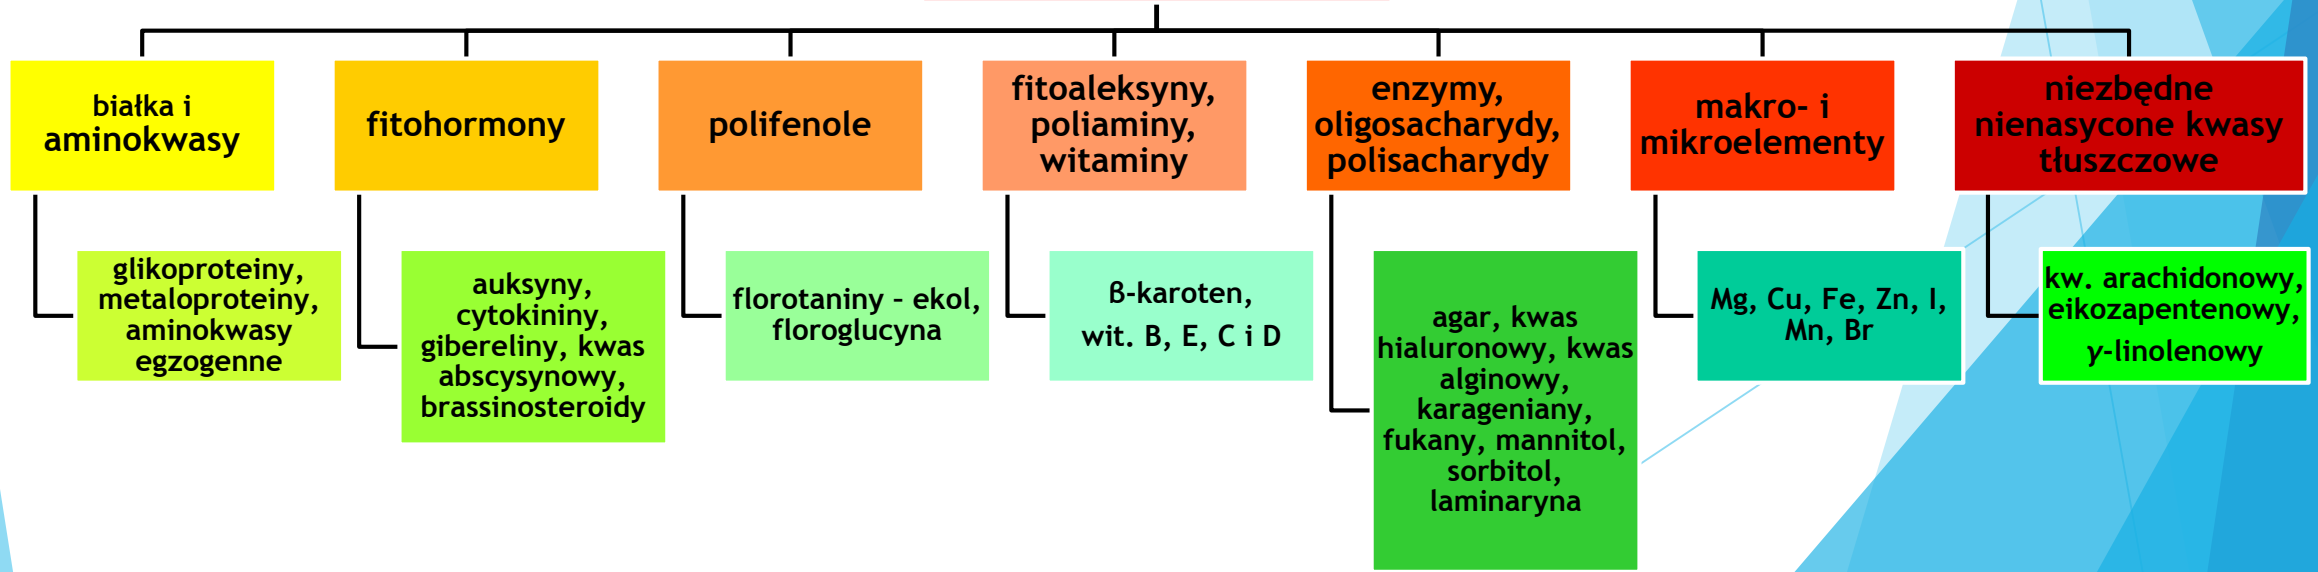 białka i
aminokwasy
fitohormony
polifenole
fitoaleksyny,
poliaminy,
witaminy
enzymy,
oligosacharydy,
polisacharydy
makro- i
mikroelementy
niezbędne
nienasycone kwasy
tłuszczowe
glikoproteiny,
metaloproteiny,
aminokwasy
egzogenne
auksyny,
cytokininy,
gibereliny, kwas
abscysynowy,
brassinosteroidy
florotaniny – ekol,
floroglucyna
ß-karoten,
wit. B, E, C i D
agar, kwas
hialuronowy, kwas
alginowy,
karageniany,
fukany, mannitol,
sorbitol,
laminaryna
Mg, Cu, Fe, Zn, I,
Mn, Br
kw. arachidonowy,
eikozapentenowy,
γ-linolenowy